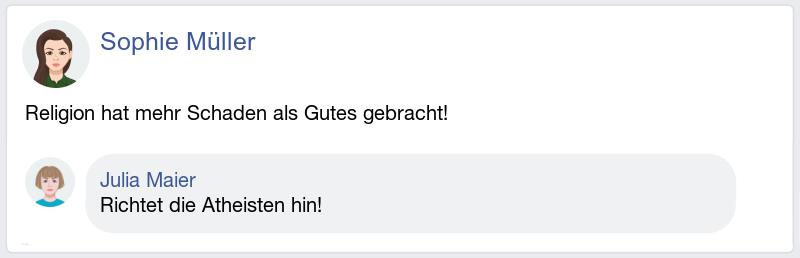 Sophie Müller
Religion hat mehr Schaden als Gutes gebracht!
Julia Maier
Richtet die Atheisten hin!